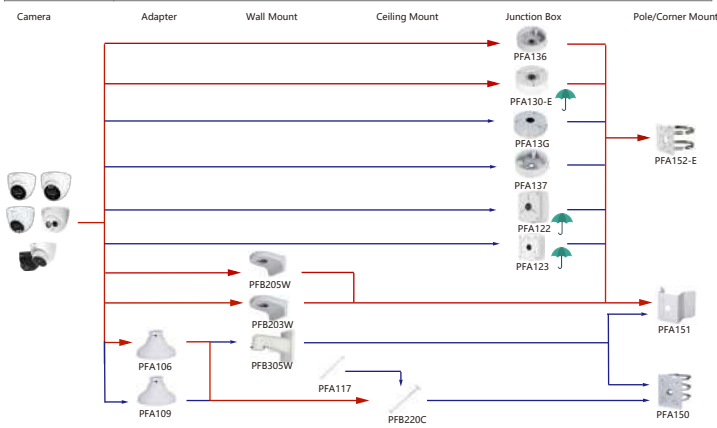 Camera Adapter Wall Mount Ceiling Mount Junction Box Pole/Corner Mount
PFA136
PFA130-E
PFA13G
PFA152-E
PFA137
PFA122
PFA123
PFB205W
PFB203W
PFA151
PFA106 PFB305W
PFA117
PFA109 PFB220C PFA150